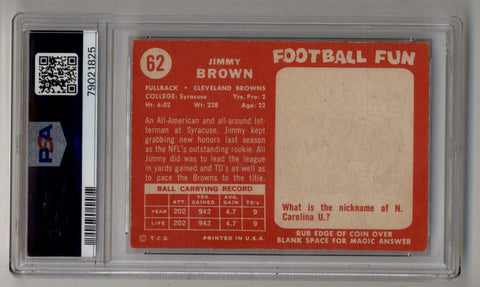 79021825
PSA
62
JIMMY
BROWN
FULLBACK - CLEVELAND BROWNS
COLLEGE: Syracuse Yrs. Pro: 2
Ht: 6:02 Wt: 228 Age: 22
An All-American and all-around let-
terman at Syracuse, Jimmy kept
grabbing new honors last season
as the NFL's outstanding rookie. All
Jimmy did was to lead the league
in yards gained and TD's as well
as to pace the Browns to the title.
BALL CARRYING RECORD
ATT. YDS. GAINED AVG. GAIN TD's
YEAR 202 942 4.7 9
LIFE 202 942 4.7 9
© T.C.G. PRINTED IN U.S.A.
FOOTBALL FUN
What is the nickname of N.
Carolina U.?
RUB EDGE OF COIN OVER
BLANK SPACE FOR MAGIC ANSWER